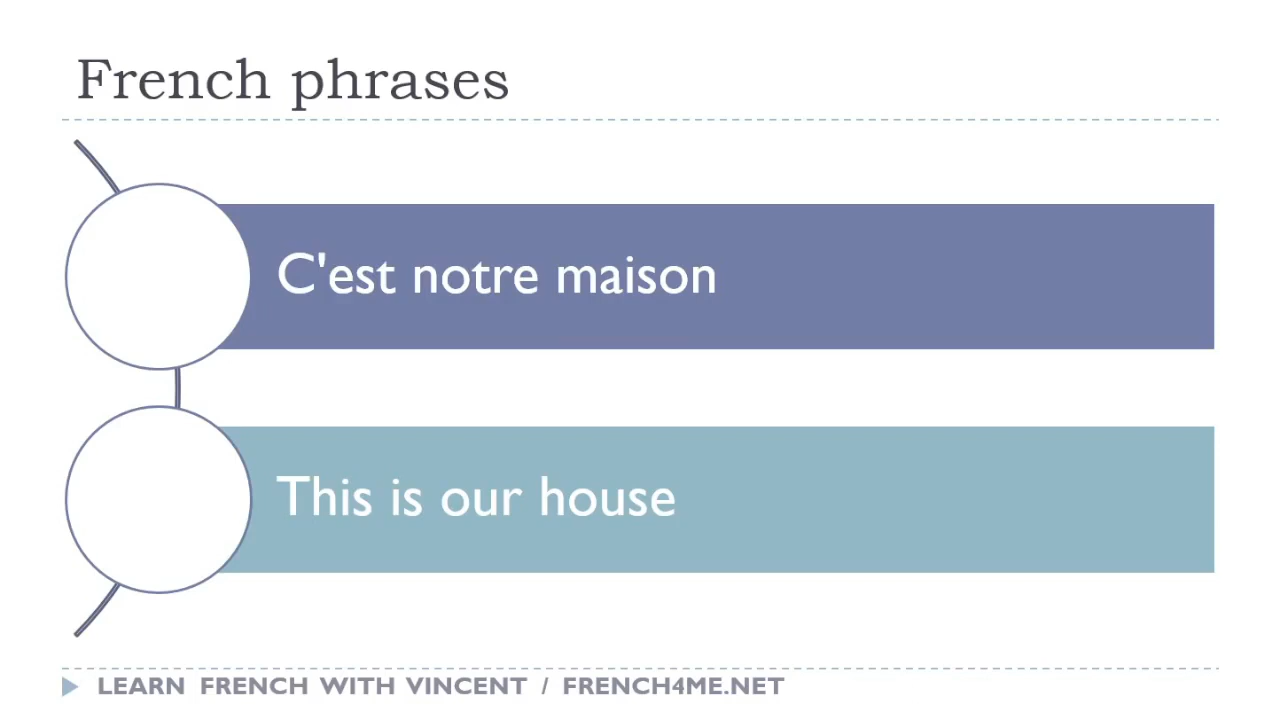 French phrases
C'est notre maison
This is our house
LEARN FRENCH WITH VINCENT / FRENCH4ME.NET